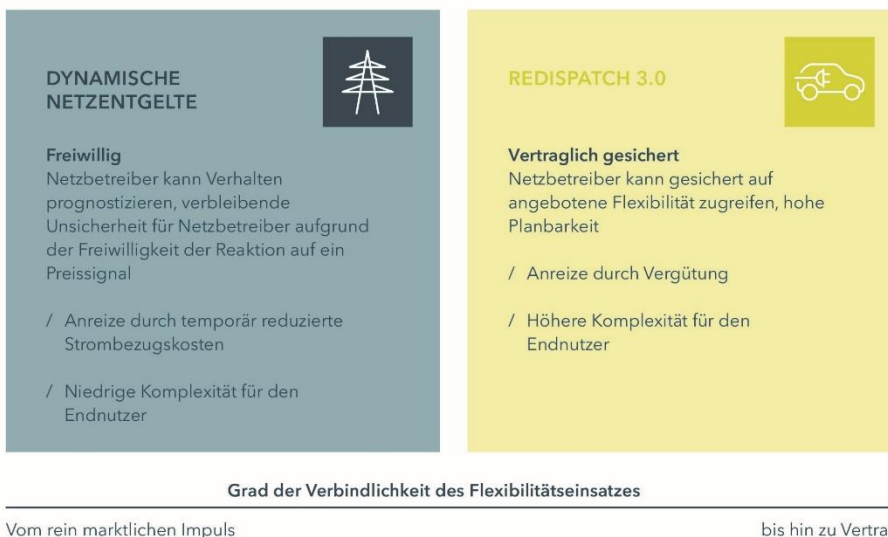 DYNAMISCHE
NETZENTGELTE
Freiwillig
Netzbetreiber kann Verhalten
prognostizieren, verbleibende
Unsicherheit für Netzbetreiber aufgrund
der Freiwilligkeit der Reaktion auf ein
Preissignal
/ Anreize durch temporär reduzierte
Strombezugskosten
/ Niedrige Komplexität für den
Endnutzer
REDISPATCH 3.0
Vertraglich gesichert
Netzbetreiber kann gesichert auf
angebotene Flexibilität zugreifen, hohe
Planbarkeit
/ Anreize durch Vergütung
/ Höhere Komplexität für den
Endnutzer
Grad der Verbindlichkeit des Flexibilitätseinsatzes
Vom rein marktlichen Impuls
bis hin zu Vertra